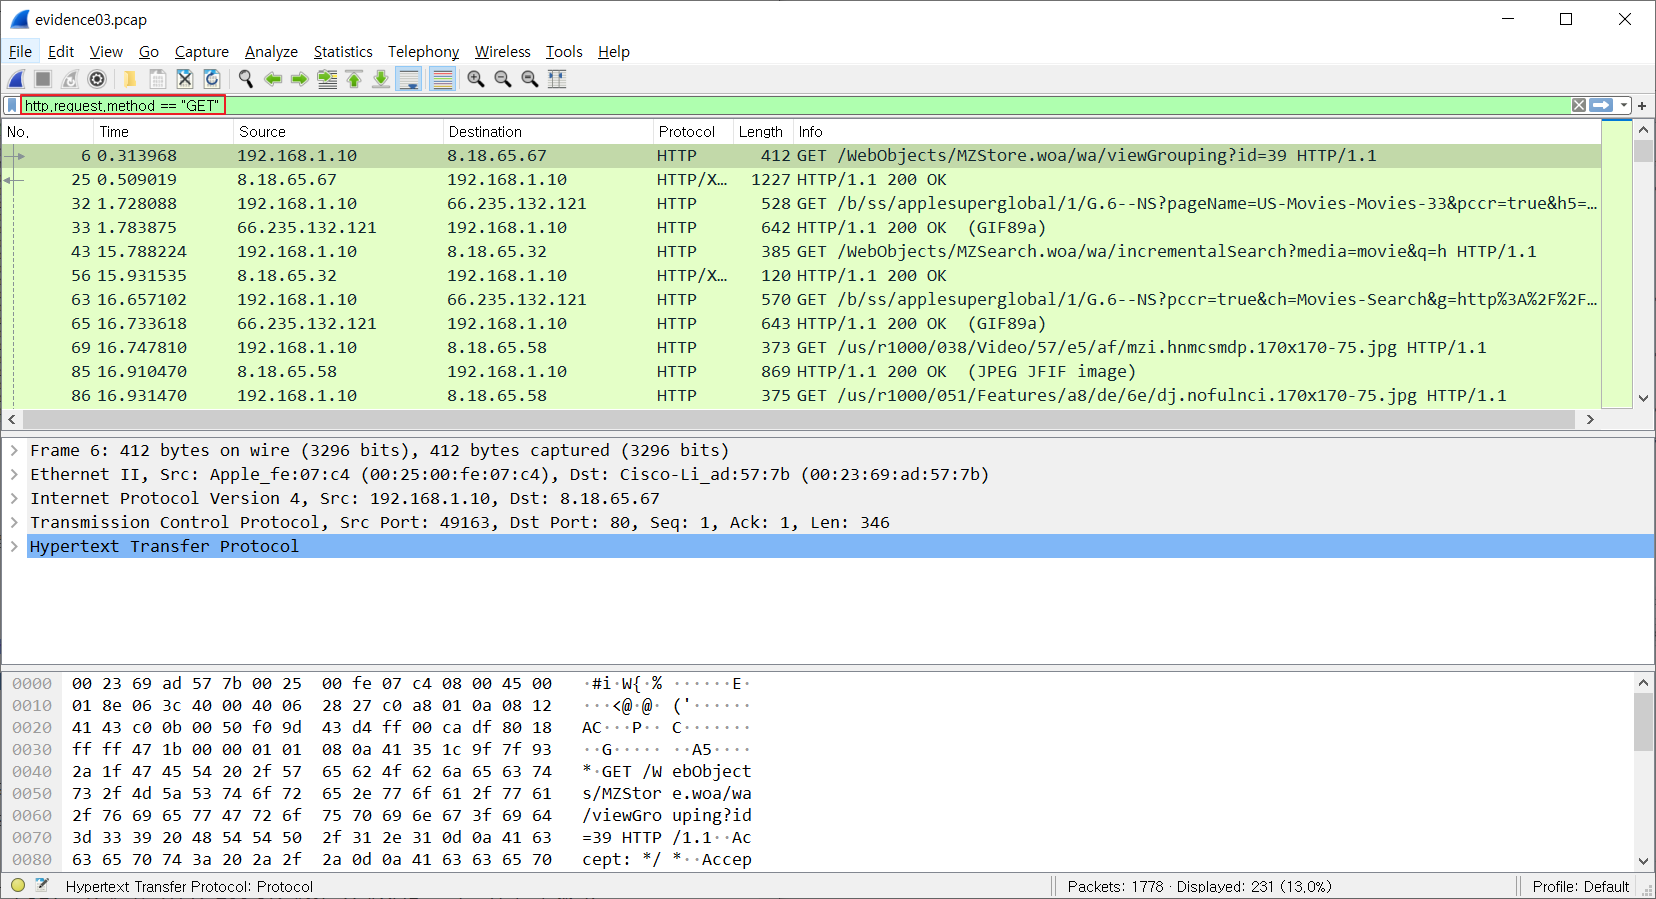 evidence03.pcap
File Edit View Go Capture Analyze Statistics Telephony Wireless Tools Help
http.request.method == "GET"
No. Time Source Destination Protocol Length Info
6 0.313968 192.168.1.10 8.18.65.67 HTTP 412 GET /WebObjects/MZStore.woa/wa/viewGrouping?id=39 HTTP/1.1
25 0.509019 8.18.65.67 192.168.1.10 HTTP/X… 1227 HTTP/1.1 200 OK
32 1.728088 192.168.1.10 66.235.132.121 HTTP 528 GET /b/ss/applesuperglobal/1/G.6--NS?pageName=US-Movies-Movies-33&pccr=true&h5=…
33 1.783875 66.235.132.121 192.168.1.10 HTTP 642 HTTP/1.1 200 OK (GIF89a)
43 15.788224 192.168.1.10 8.18.65.32 HTTP 385 GET /WebObjects/MZSearch.woa/wa/incrementalSearch?media=movie&q=h HTTP/1.1
56 15.931535 8.18.65.32 192.168.1.10 HTTP/X… 120 HTTP/1.1 200 OK
63 16.657102 192.168.1.10 66.235.132.121 HTTP 570 GET /b/ss/applesuperglobal/1/G.6--NS?pccr=true&ch=Movies-Search&g=http%3A%2F%2F…
65 16.733618 66.235.132.121 192.168.1.10 HTTP 643 HTTP/1.1 200 OK (GIF89a)
69 16.747810 192.168.1.10 8.18.65.58 HTTP 373 GET /us/r1000/038/Video/57/e5/af/mzi.hnmcsmdp.170x170-75.jpg HTTP/1.1
85 16.910470 8.18.65.58 192.168.1.10 HTTP 869 HTTP/1.1 200 OK (JPEG JFIF image)
86 16.931470 192.168.1.10 8.18.65.58 HTTP 375 GET /us/r1000/051/Features/a8/de/6e/dj.nofulnci.170x170-75.jpg HTTP/1.1
Frame 6: 412 bytes on wire (3296 bits), 412 bytes captured (3296 bits)
Ethernet II, Src: Apple_fe:07:c4 (00:25:00:fe:07:c4), Dst: Cisco-Li_ad:57:7b (00:23:69:ad:57:7b)
Internet Protocol Version 4, Src: 192.168.1.10, Dst: 8.18.65.67
Transmission Control Protocol, Src Port: 49163, Dst Port: 80, Seq: 1, Ack: 1, Len: 346
Hypertext Transfer Protocol
0000 00 23 69 ad 57 7b 00 25 00 fe 07 c4 08 00 45 00 ·#i·W{·% ······E·
0010 01 8e 06 3c 40 00 40 06 28 27 c0 a8 01 0a 08 12 ···<@·@· ('······
0020 41 43 c0 0b 00 50 f0 9d 43 d4 ff 00 ca df 80 18 AC···P·· C·······
0030 ff ff 47 1b 00 00 01 01 08 0a 41 35 1c 9f 7f 93 ··G····· ··A5····
0040 2a 1f 47 45 54 20 2f 57 65 62 4f 62 6a 65 63 74 *·GET /W ebObject
0050 73 2f 4d 5a 53 74 6f 72 65 2e 77 6f 61 2f 77 61 s/MZStor e.woa/wa
0060 2f 76 69 65 77 47 72 6f 75 70 69 6e 67 3f 69 64 /viewGro uping?id
0070 3d 33 39 20 48 54 54 50 2f 31 2e 31 0d 0a 41 63 =39 HTTP /1.1··Ac
0080 63 65 70 74 3a 20 2a 2f 2a 0d 0a 41 63 63 65 70 cept: */ *··Accep
Hypertext Transfer Protocol: Protocol Packets: 1778 · Displayed: 231 (13.0%) Profile: Default